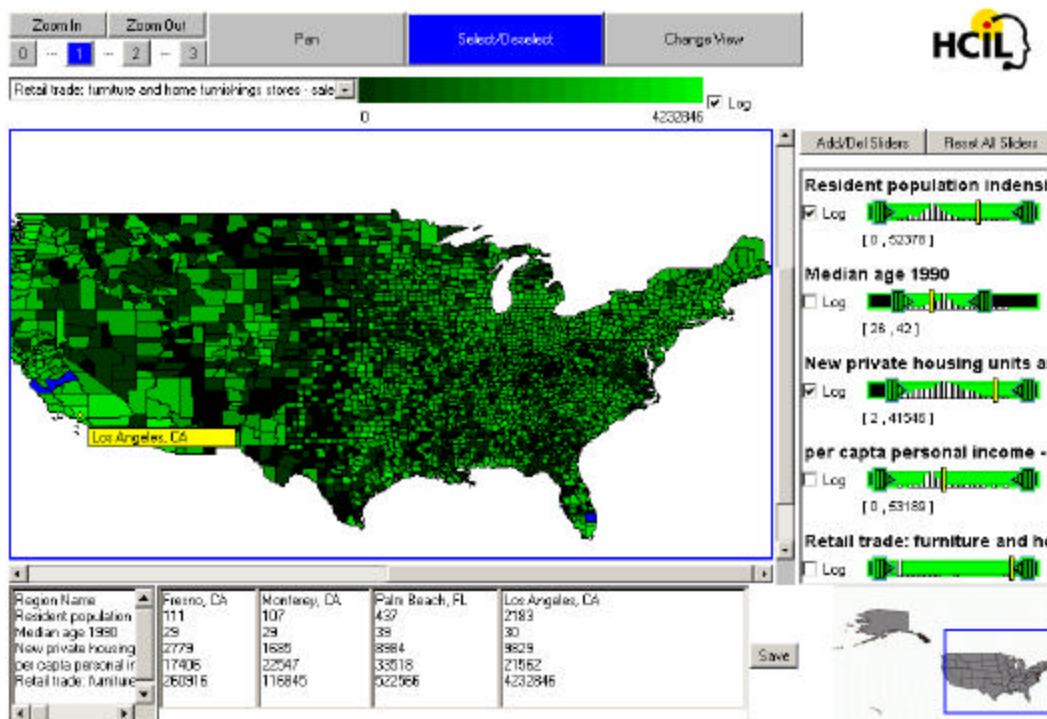 Zoom In Zoom Out
0 ... 1 ... 2 ... 3
Pan
Select/Deselect
Change View
HCIL
Retail trade: furniture and home furnishings stores - sale
0 4232846
Log
Add/Del Sliders Reset All Sliders
Resident population indensi
Log
[ 0 , 52378 ]
Median age 1990
Log
[ 26 , 42 ]
New private housing units a
Log
[ 2 , 41546 ]
per capta personal income -
Log
[ 0 , 53189 ]
Retail trade: furniture and h
Log
Los Angeles, CA
Region Name Fresno, CA Monterey, CA Palm Beach, FL Los Angeles, CA
Resident population 111 107 437 2183
Median age 1990 29 29 39 30
New private housing 2779 1685 8984 9829
per capta personal ir 17406 22547 33518 21562
Retail trade: furniture 260916 116845 522566 4232846
Save